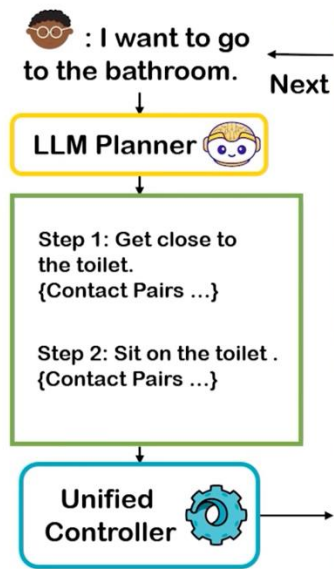 : I want to go
to the bathroom.
Next
LLM Planner
Step 1: Get close to
the toilet.
{Contact Pairs ...}
Step 2: Sit on the toilet .
{Contact Pairs ...}
Unified
Controller